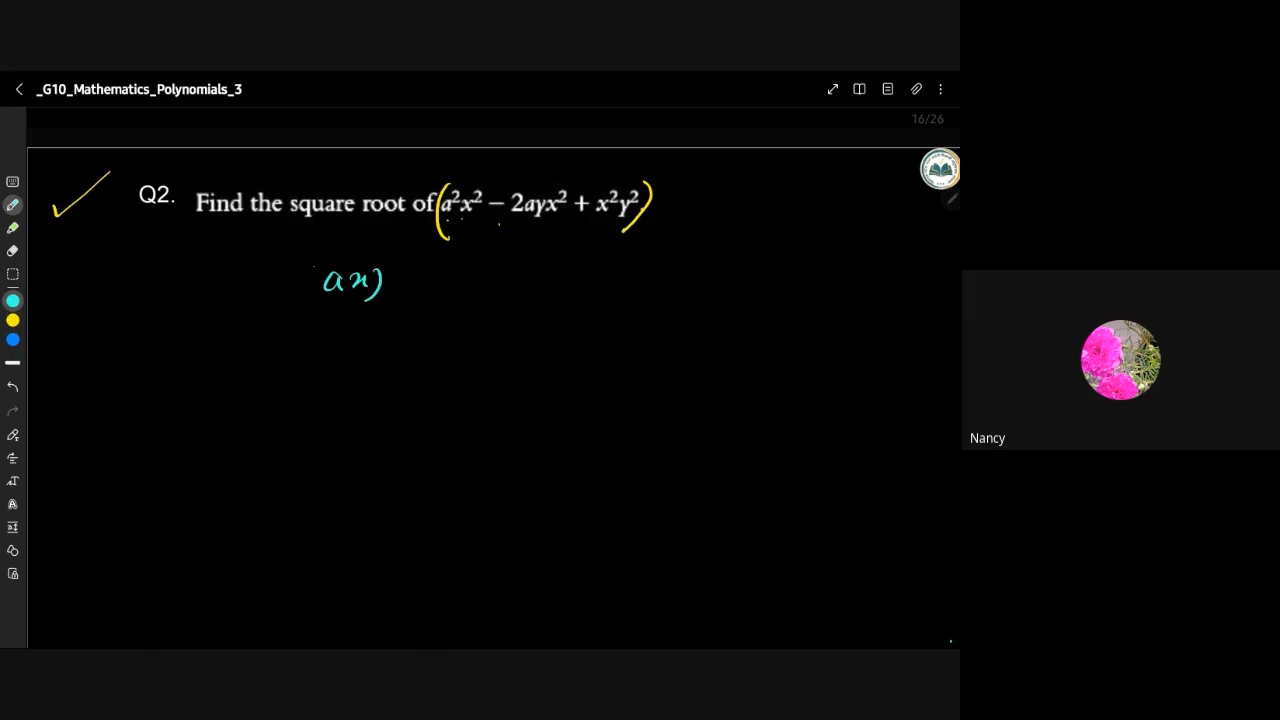 _G10_Mathematics_Polynomials_3
16/26
Q2. Find the square root of (a²x² − 2ayx² + x²y²)
ax)
Nancy